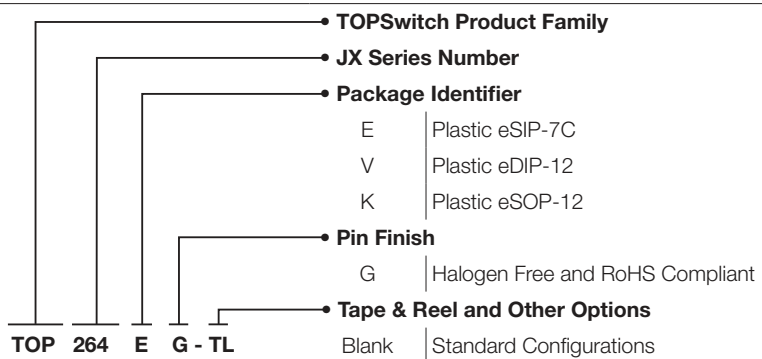 TOPSwitch Product Family
JX Series Number
Package Identifier
E Plastic eSIP-7C
V Plastic eDIP-12
K Plastic eSOP-12
Pin Finish
G Halogen Free and RoHS Compliant
Tape & Reel and Other Options
TOP 264 E G - TL Blank Standard Configurations